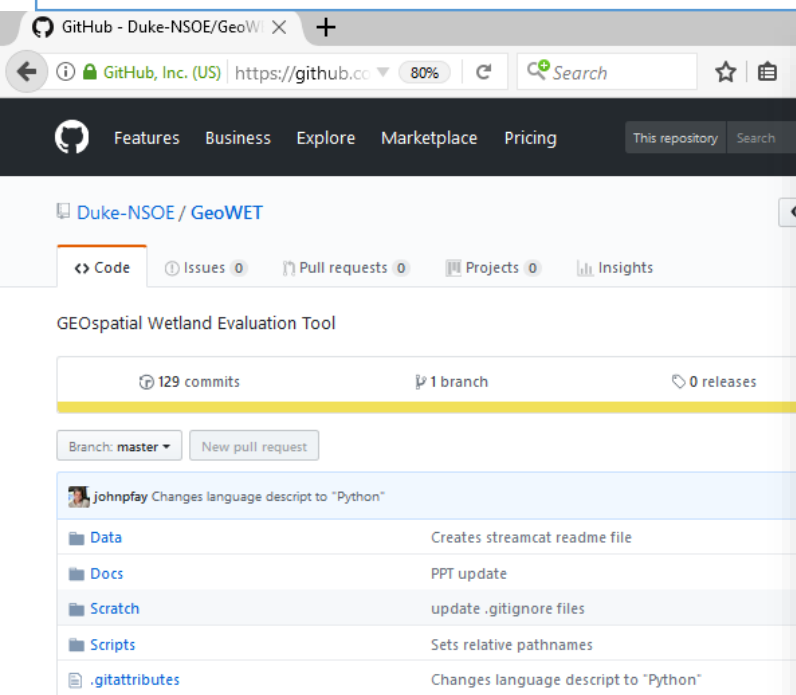 GitHub - Duke-NSOE/GeoW
GitHub, Inc. (US) https://github.co 80% Search
Features Business Explore Marketplace Pricing This repository Search
Duke-NSOE / GeoWET
Code Issues 0 Pull requests 0 Projects 0 Insights
GEOspatial Wetland Evaluation Tool
129 commits 1 branch 0 releases
Branch: master New pull request
johnpfay Changes language descript to "Python"
Data Creates streamcat readme file
Docs PPT update
Scratch update .gitignore files
Scripts Sets relative pathnames
.gitattributes Changes language descript to "Python"